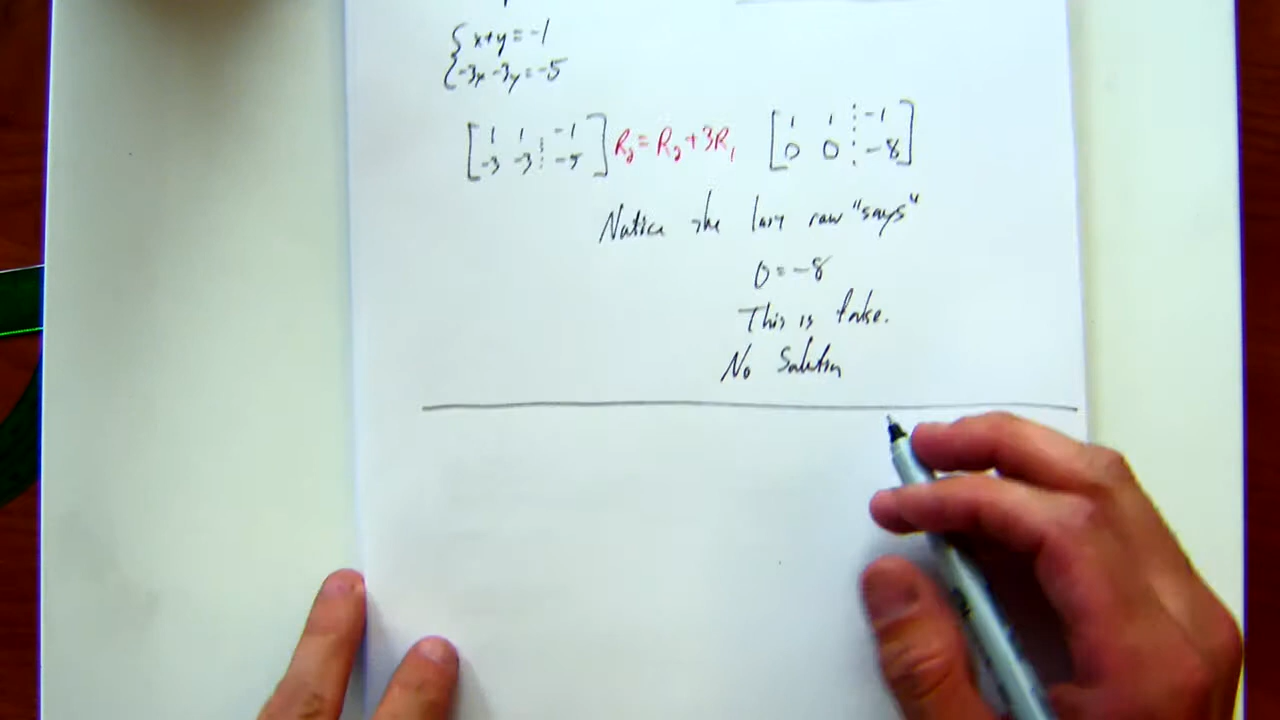 x+y = -1
-3x -3y = -5
[ 1 1 ⋮ -1 ] R₂ = R₂ + 3R₁ [ 1 1 ⋮ -1 ]
[ -3 -3 ⋮ -5 ] [ 0 0 ⋮ -8 ]
Notice the last row "says"
0 = -8
This is false.
No Solution